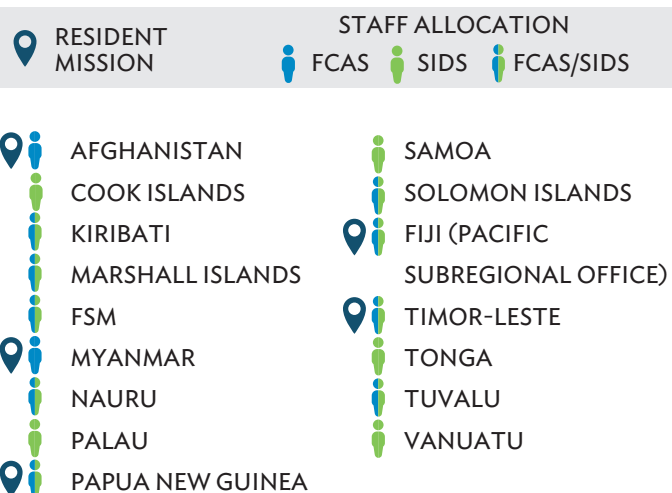 RESIDENT
MISSION
STAFF ALLOCATION
FCAS SIDS FCAS/SIDS
AFGHANISTAN
COOK ISLANDS
KIRIBATI
MARSHALL ISLANDS
FSM
MYANMAR
NAURU
PALAU
PAPUA NEW GUINEA
SAMOA
SOLOMON ISLANDS
FIJI (PACIFIC
SUBREGIONAL OFFICE)
TIMOR-LESTE
TONGA
TUVALU
VANUATU